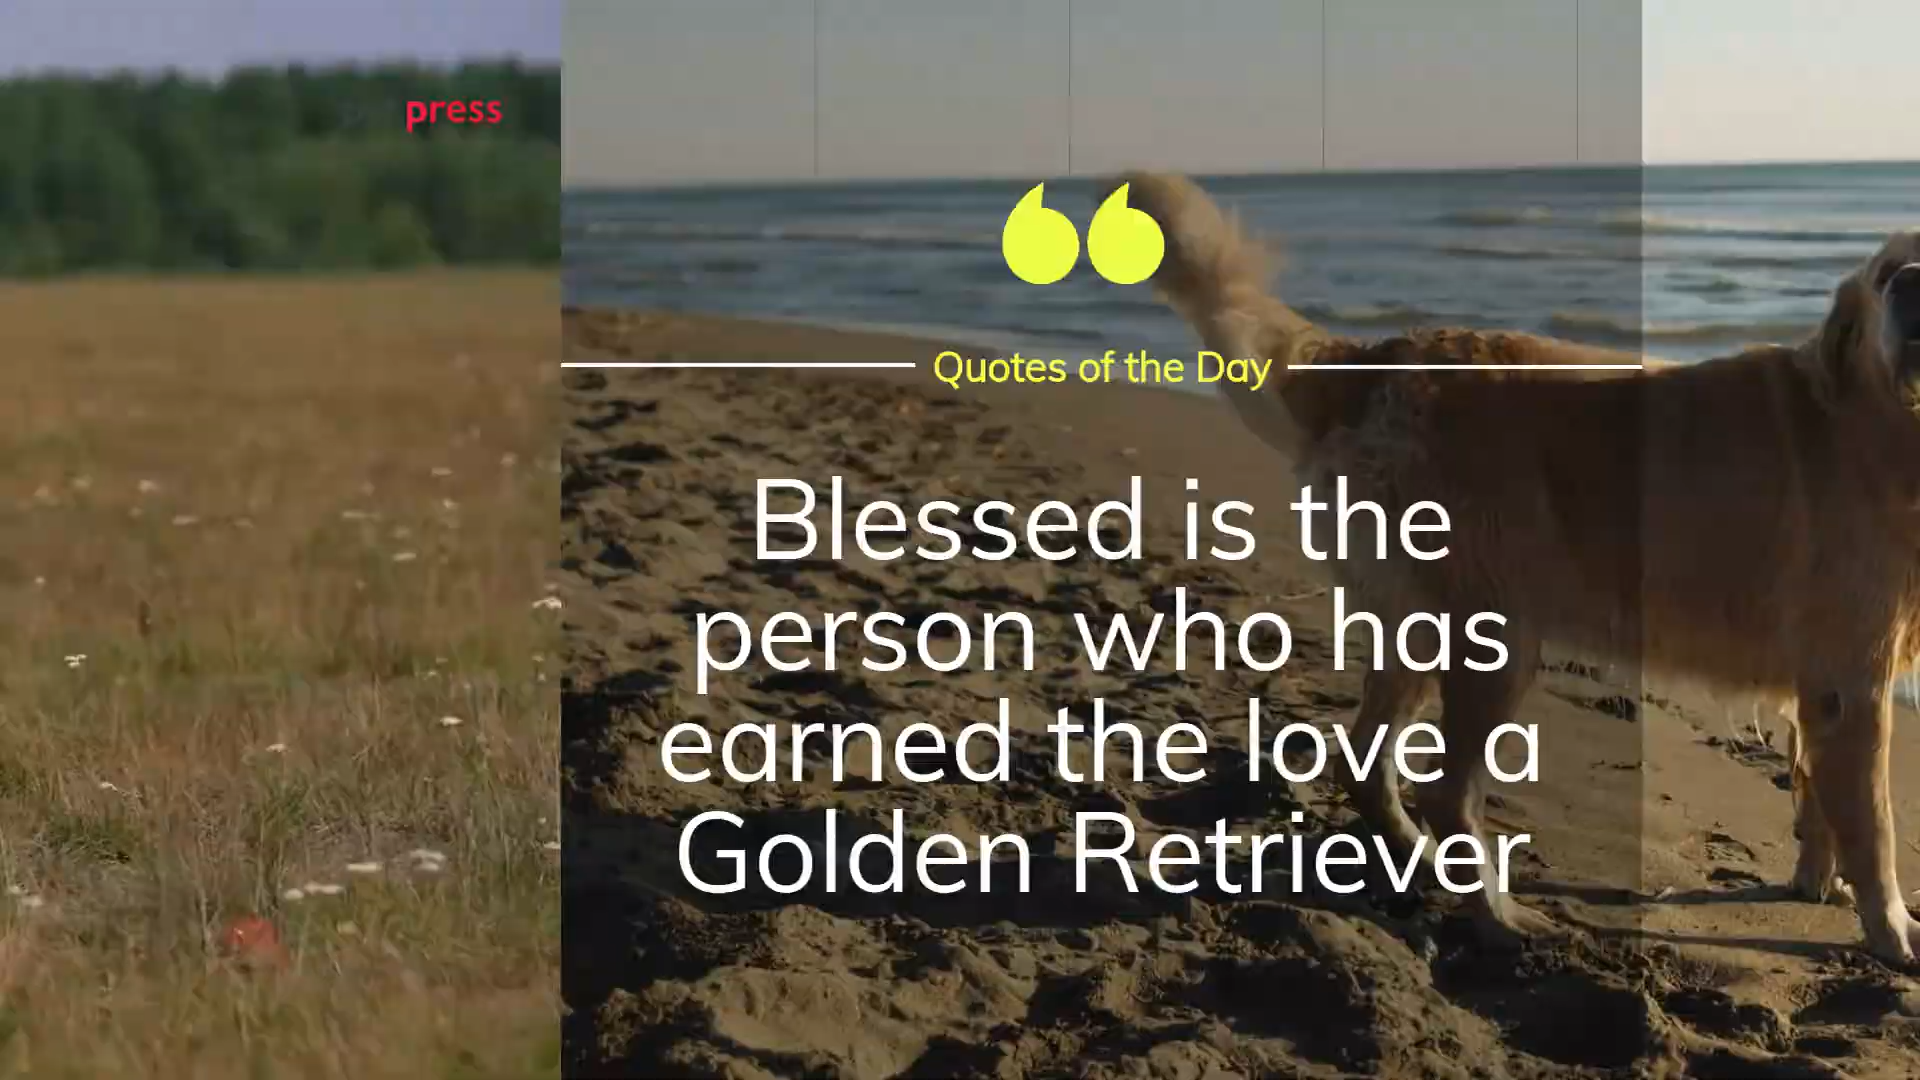 press
Quotes of the Day
Blessed is the
person who has
earned the love a
Golden Retriever